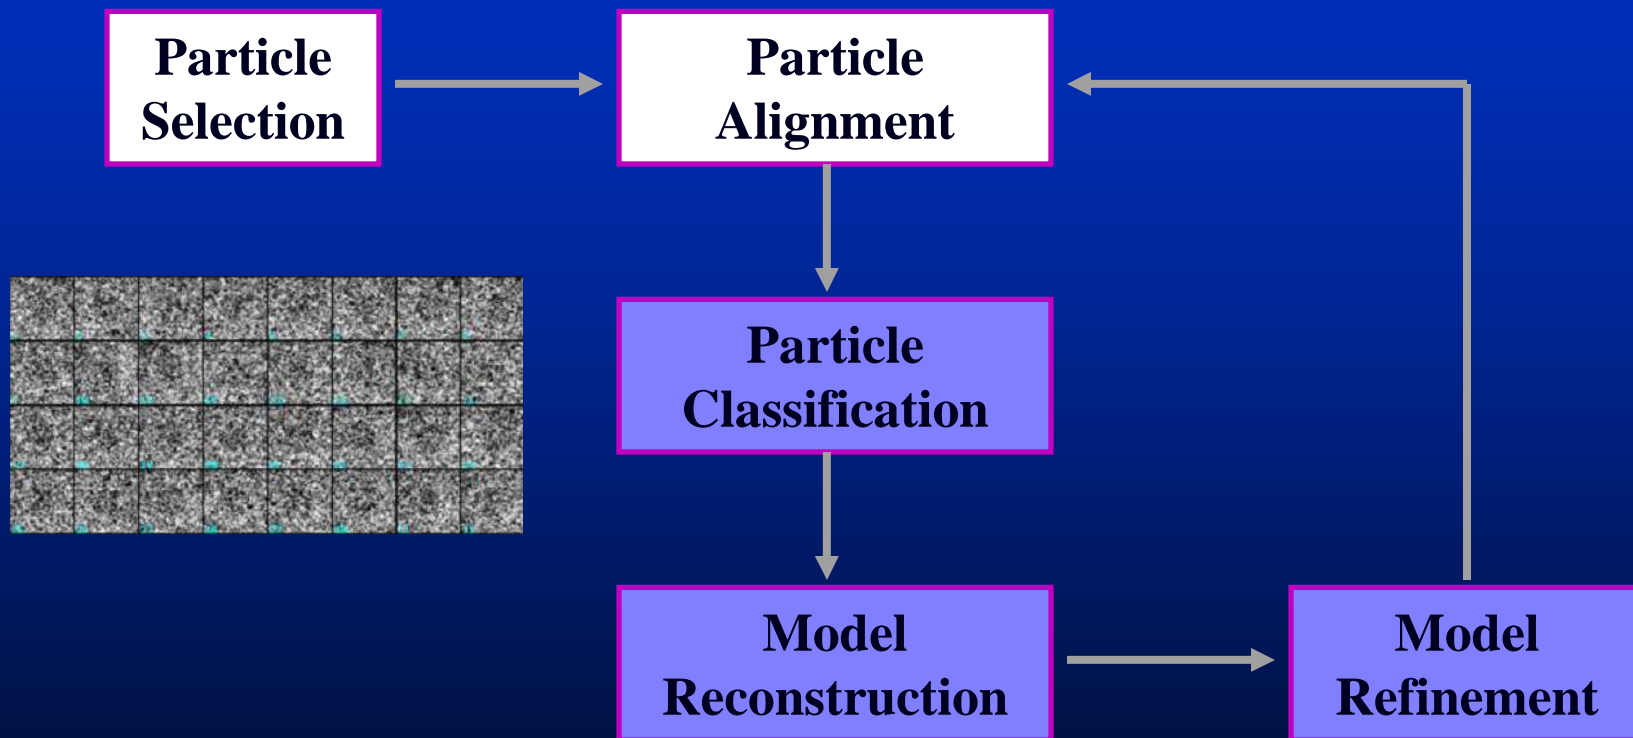 Particle
Selection
Particle
Alignment
Particle
Classification
Model
Reconstruction
Model
Refinement